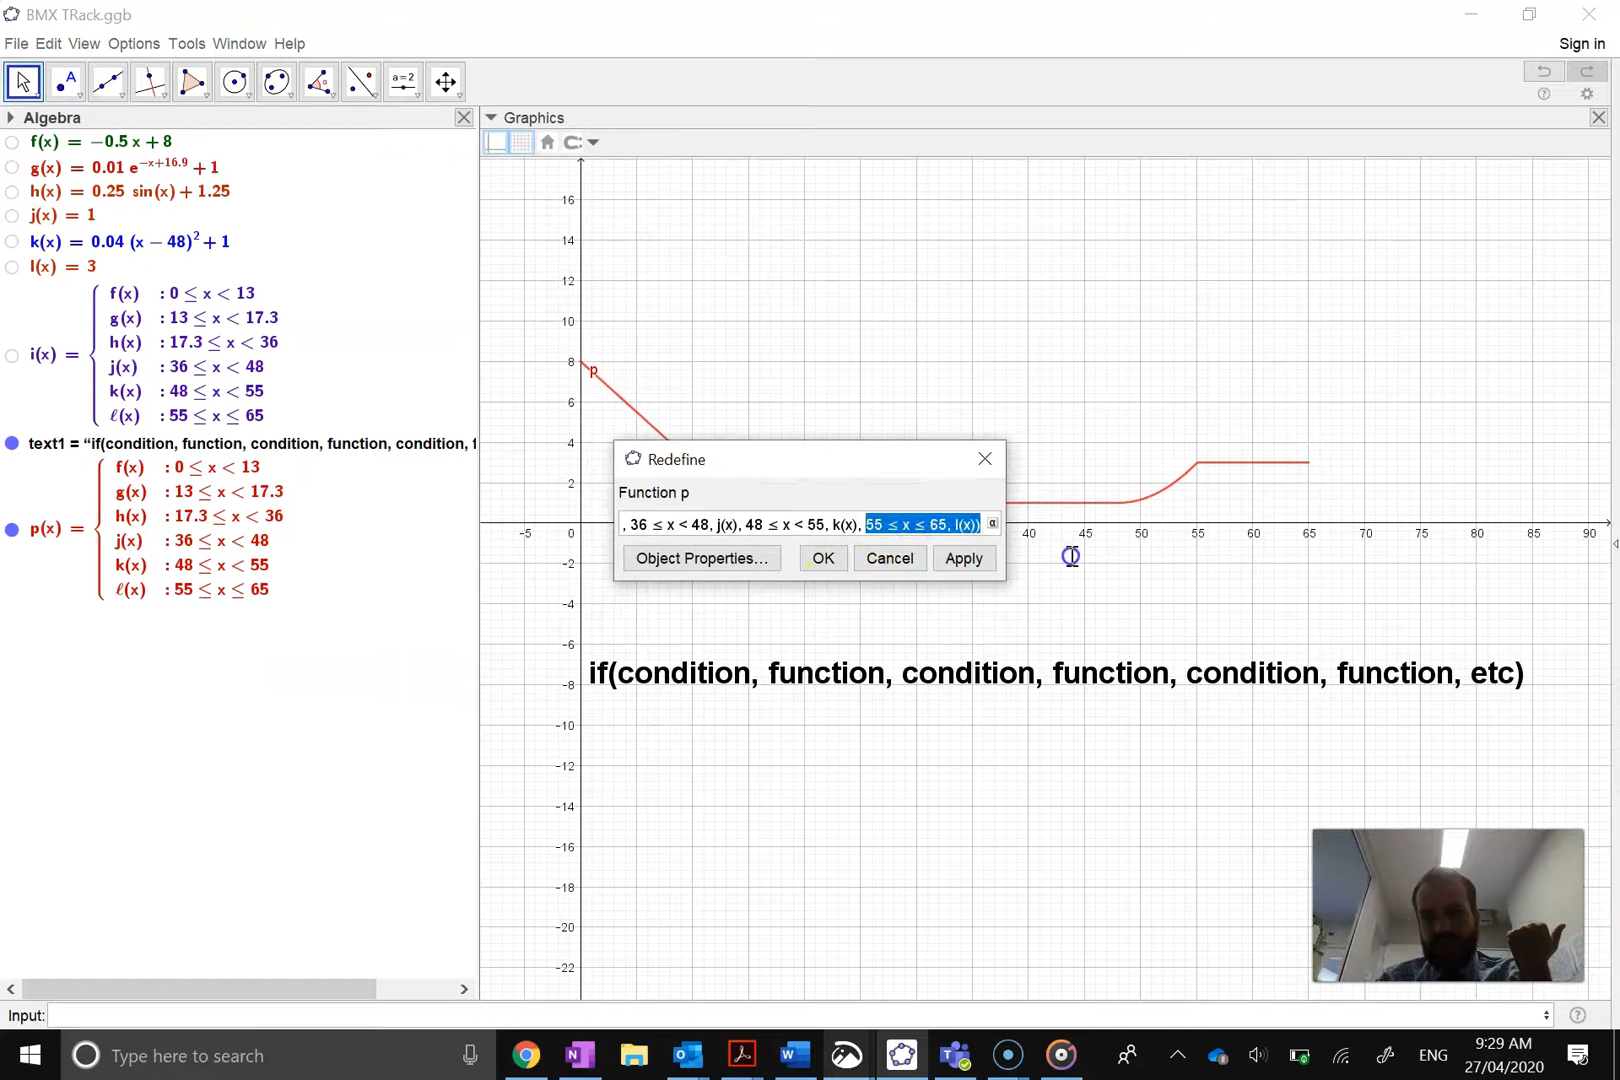 BMX TRack.ggb
File Edit View Options Tools Window Help
Sign in
A
a=2
Algebra
Graphics
f(x) = −0.5 x + 8
g(x) = 0.01 e^−x+16.9 + 1
h(x) = 0.25 sin(x) + 1.25
j(x) = 1
k(x) = 0.04 (x − 48)² + 1
l(x) = 3
i(x) =
f(x) : 0 ≤ x < 13
g(x) : 13 ≤ x < 17.3
h(x) : 17.3 ≤ x < 36
j(x) : 36 ≤ x < 48
k(x) : 48 ≤ x < 55
ℓ(x) : 55 ≤ x ≤ 65
text1 = “if(condition, function, condition, function, condition, f
p(x) =
f(x) : 0 ≤ x < 13
g(x) : 13 ≤ x < 17.3
h(x) : 17.3 ≤ x < 36
j(x) : 36 ≤ x < 48
k(x) : 48 ≤ x < 55
ℓ(x) : 55 ≤ x ≤ 65
16
14
12
10
8
p
6
4
2
Redefine
Function p
, 36 ≤ x < 48, j(x), 48 ≤ x < 55, k(x), 55 ≤ x ≤ 65, l(x)) α
Object Properties... OK Cancel Apply
-5 0 40 45 50 55 60 65 70 75 80 85 90
-2
-4
-6
if(condition, function, condition, function, condition, function, etc)
-8
-10
-12
-14
-16
-18
-20
-22
Input:
Type here to search
ENG
9:29 AM
27/04/2020